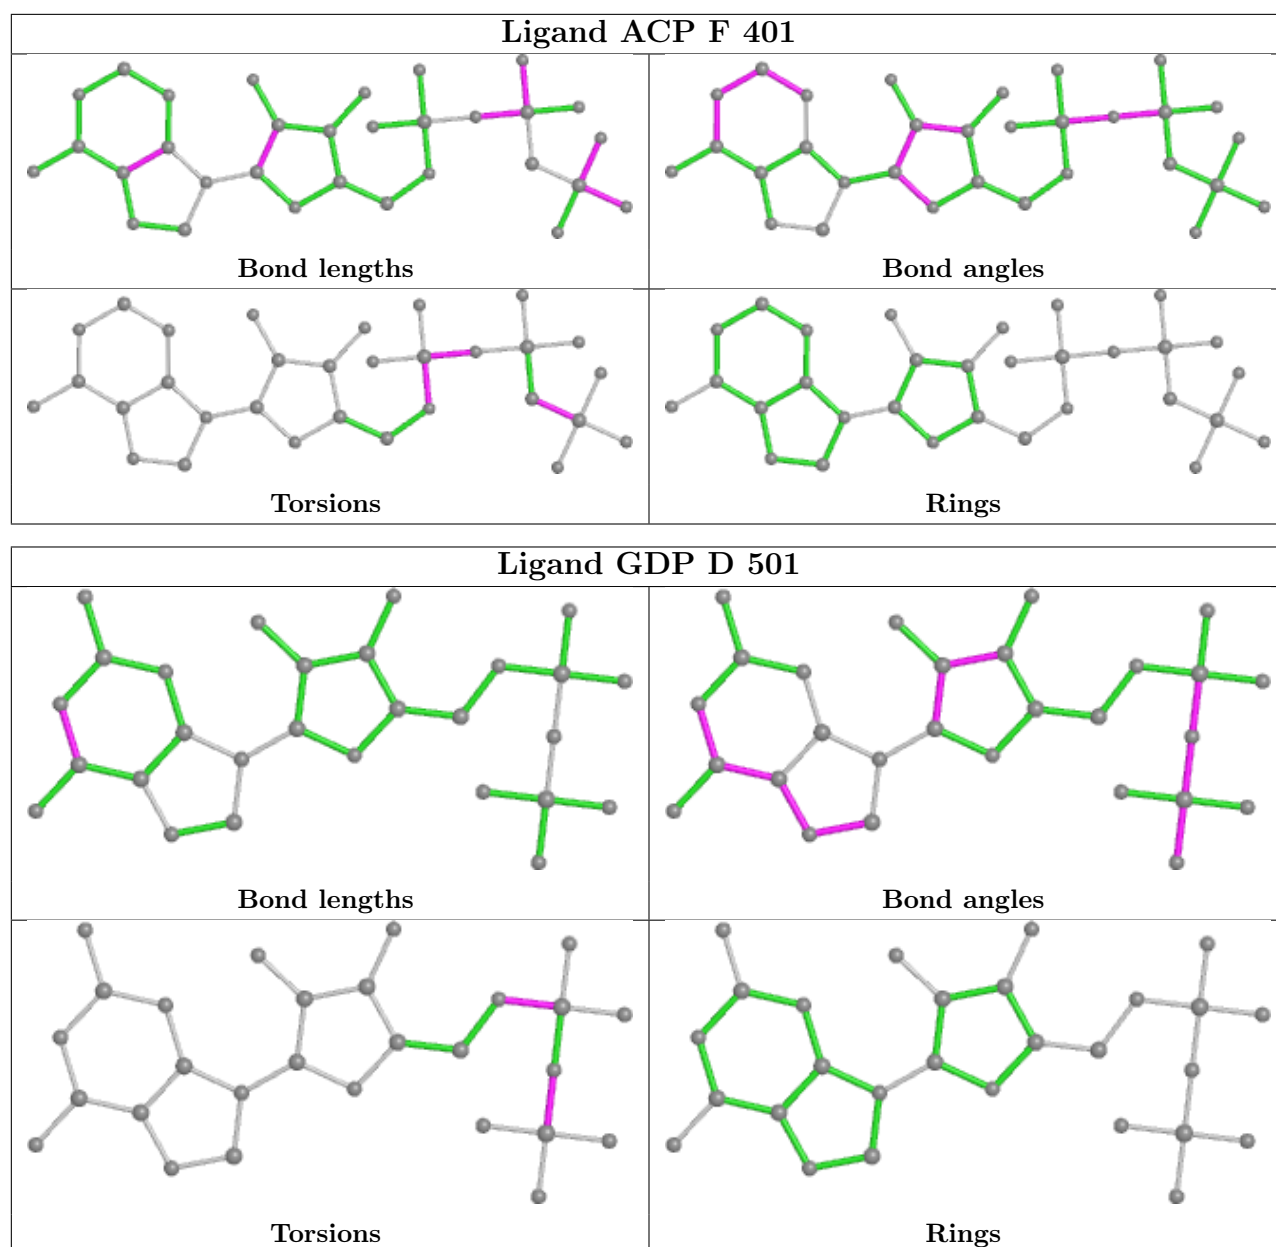 Ligand ACP F 401
Bond lengths
Bond angles
Torsions
Rings
Ligand GDP D 501
Bond lengths
Bond angles
Torsions
Rings